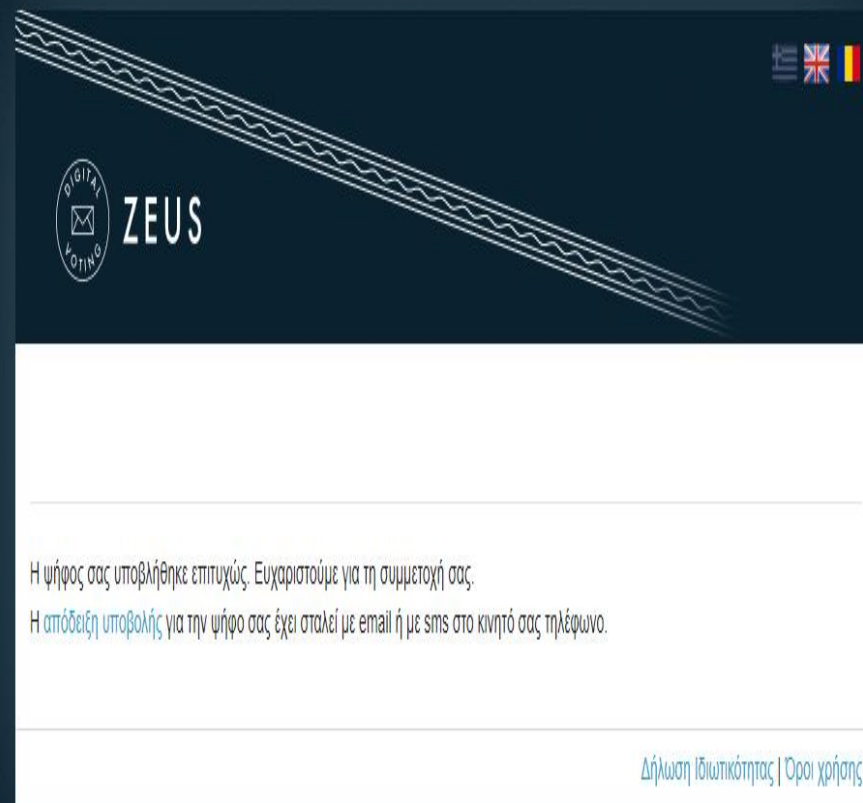 DIGITAL VOTING
ZEUS
Η ψήφος σας υποβλήθηκε επιτυχώς. Ευχαριστούμε για τη συμμετοχή σας.
Η απόδειξη υποβολής για την ψήφο σας έχει σταλεί με email ή με sms στο κινητό σας τηλέφωνο.
Δήλωση Ιδιωτικότητας | Όροι χρήσης